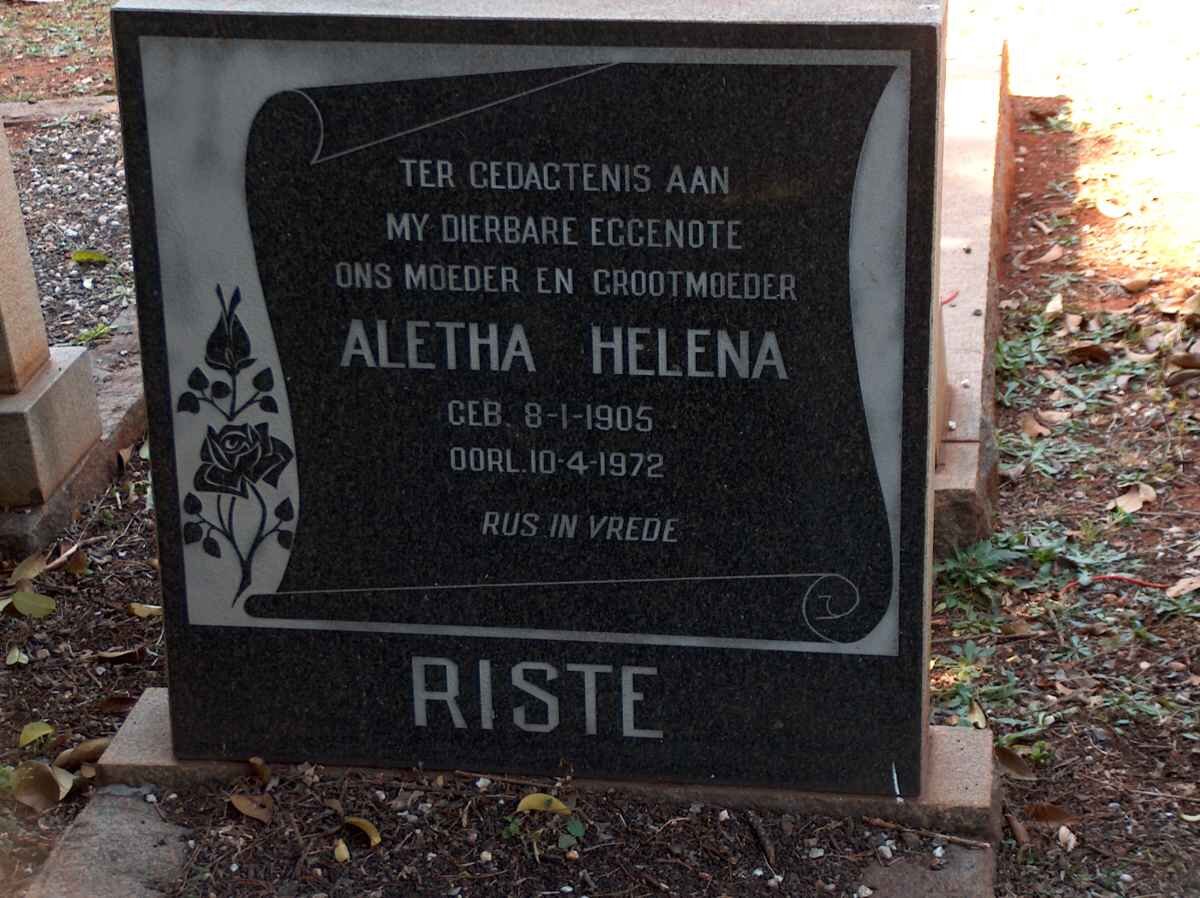 TER GEDAGTENIS AAN
MY DIERBARE EGGENOTE
ONS MOEDER EN GROOTMOEDER
ALETHA HELENA
GEB. 8-1-1905
OORL. 10-4-1972
RUS IN VREDE
RISTE